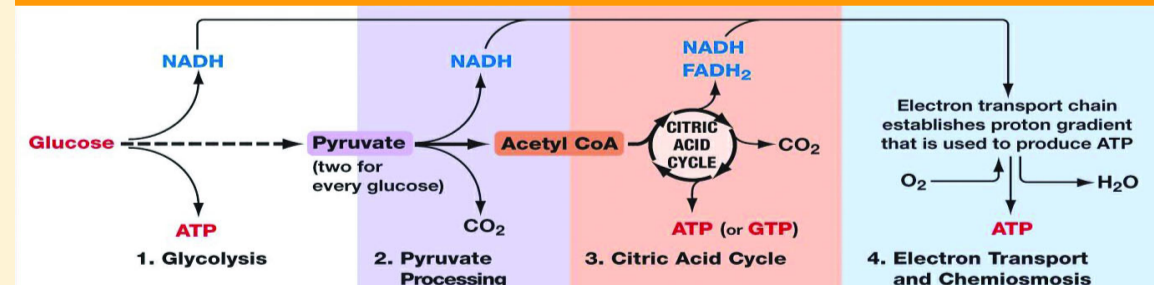 NADH
NADH
NADH
FADH₂
Glucose
Pyruvate
(two for
every glucose)
Acetyl CoA
CITRIC
ACID
CYCLE
CO₂
Electron transport chain
establishes proton gradient
that is used to produce ATP
O₂
H₂O
ATP
CO₂
ATP (or GTP)
ATP
1. Glycolysis
2. Pyruvate
Processing
3. Citric Acid Cycle
4. Electron Transport
and Chemiosmosis